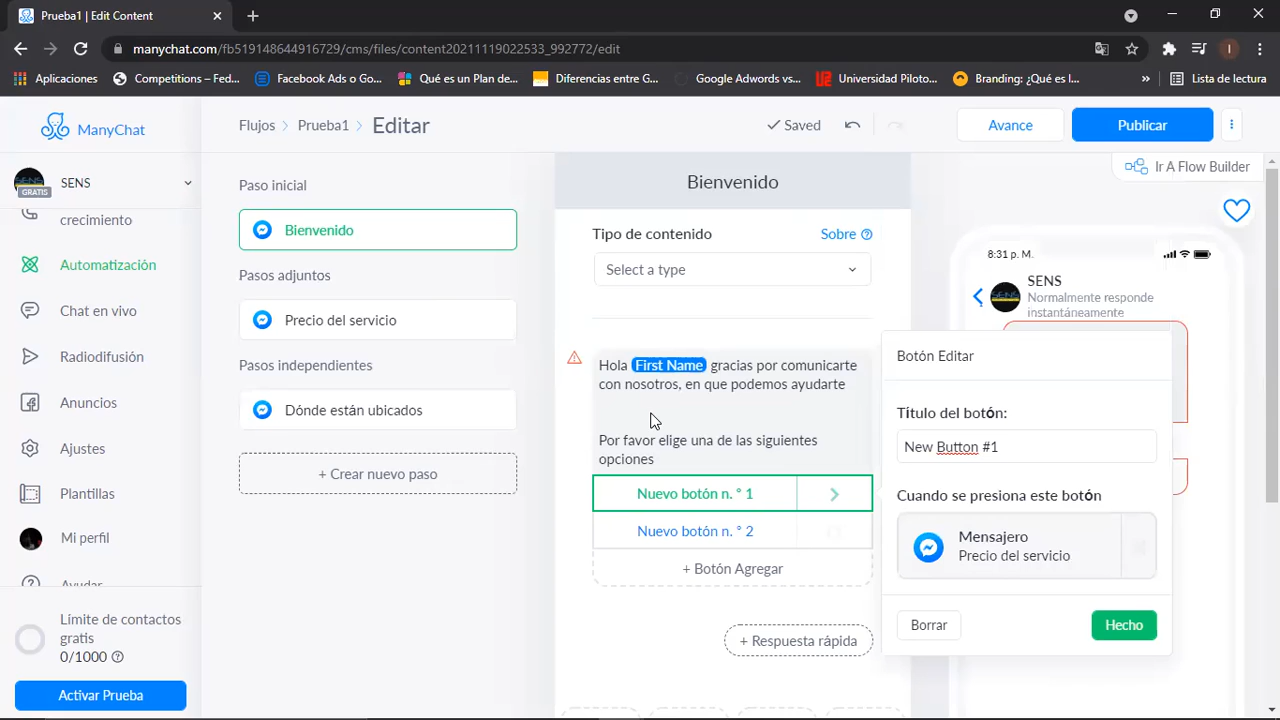 Prueba1 | Editar contenido
manychat.com/fb519148644916729/cms/files/content20211119022533_992772/edit
I
Aplicaciones
Competitions – Fed...
Facebook Ads o Go...
Qué es un Plan de...
Diferencias entre G...
Google Adwords vs...
Universidad Piloto...
Branding: ¿Qué es l...
»
Lista de lectura
ManyChat
Flujos > Prueba1 > Editar
Saved
Avance
Publicar
SENS
GRATIS
crecimiento
Automatización
Chat en vivo
Radiodifusión
Anuncios
Ajustes
Plantillas
Mi perfil
Ayudar
Límite de contactos
gratis
0/1000
Activar Prueba
Paso inicial
Bienvenido
Pasos adjuntos
Precio del servicio
Pasos independientes
Dónde están ubicados
+ Crear nuevo paso
Bienvenido
Tipo de contenido
Sobre
Select a type
Hola First Name gracias por comunicarte
con nosotros, en que podemos ayudarte
Por favor elige una de las siguientes
opciones
Nuevo botón n. ° 1
Nuevo botón n. ° 2
+ Botón Agregar
+ Respuesta rápida
Ir A Flow Builder
8:31 p. M.
SENS
Normalmente responde
instantáneamente
Botón Editar
Título del botón:
New Button #1
Cuando se presiona este botón
Mensajero
Precio del servicio
Borrar
Hecho